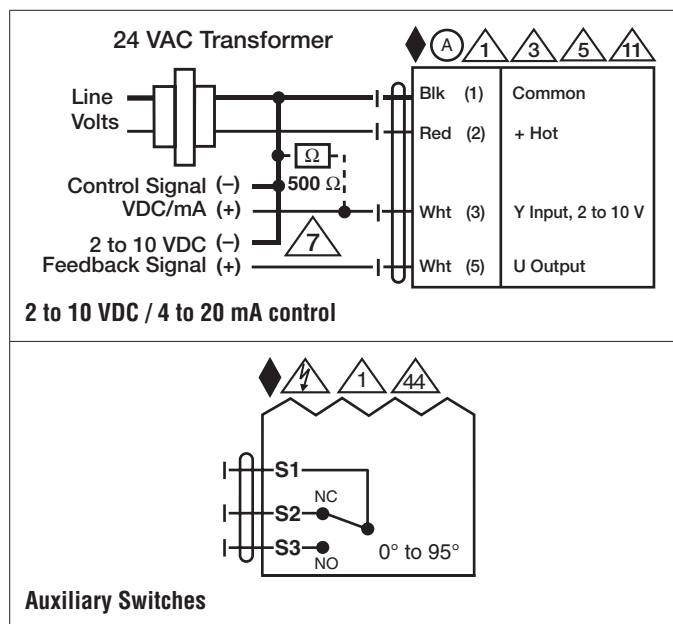 24 VAC Transformer
A 1 3 5 11
Line
Volts
Blk (1) Common
Red (2) + Hot
Ω
500 Ω
Control Signal (–)
VDC/mA (+)
Wht (3) Y Input, 2 to 10 V
7
2 to 10 VDC (–)
Feedback Signal (+)
Wht (5) U Output
2 to 10 VDC / 4 to 20 mA control
1 44
S1
S2 NC
S3 NO
0° to 95°
Auxiliary Switches